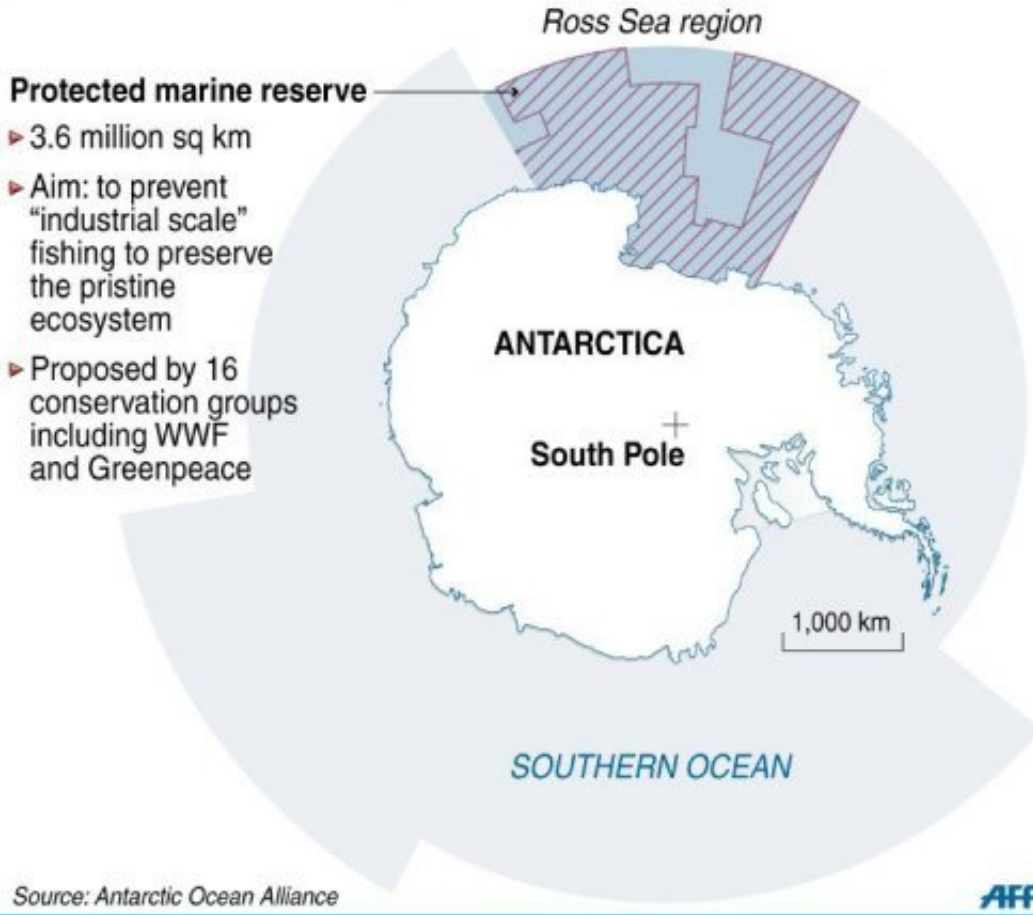 Ross Sea region
Protected marine reserve
3.6 million sq km
Aim: to prevent
“industrial scale”
fishing to preserve
the pristine
ecosystem
Proposed by 16
conservation groups
including WWF
and Greenpeace
ANTARCTICA
South Pole
1,000 km
SOUTHERN OCEAN
Source: Antarctic Ocean Alliance
AFP